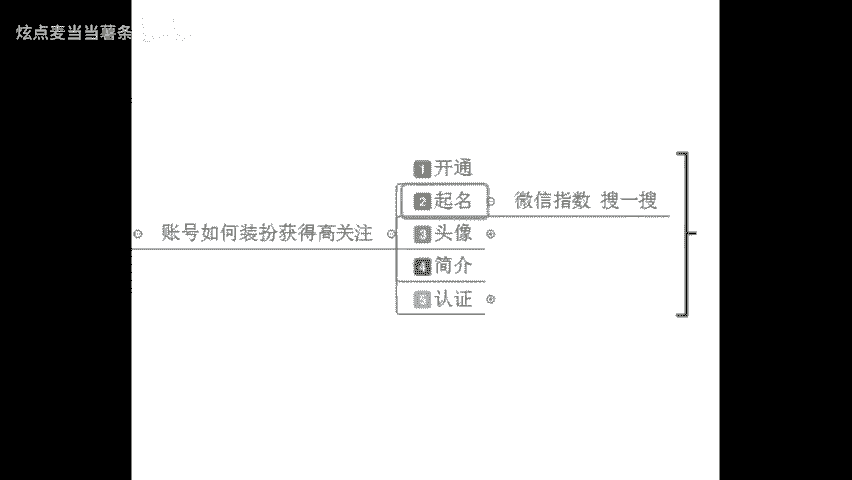 炫点麦当当薯条
1 开通
2 起名
微信指数 搜一搜
账号如何装扮获得高关注
3 头像
4 简介
5 认证